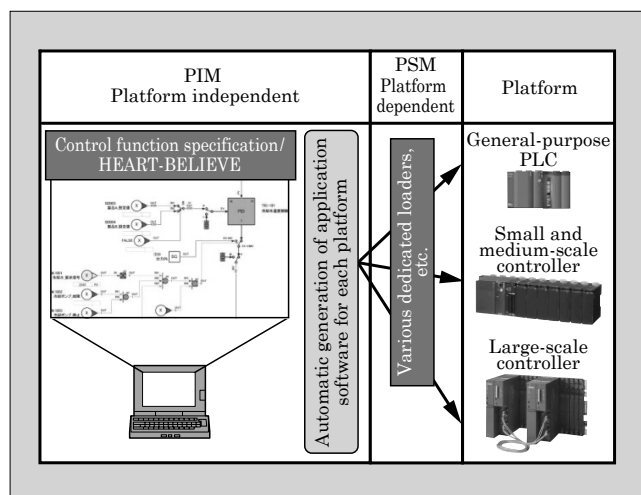 PIM
Platform independent
PSM
Platform
dependent
Platform
Control function specification/
HEART-BELIEVE
Automatic generation of application
software for each platform
Various dedicated loaders,
etc.
General-purpose
PLC
Small and
medium-scale
controller
Large-scale
controller